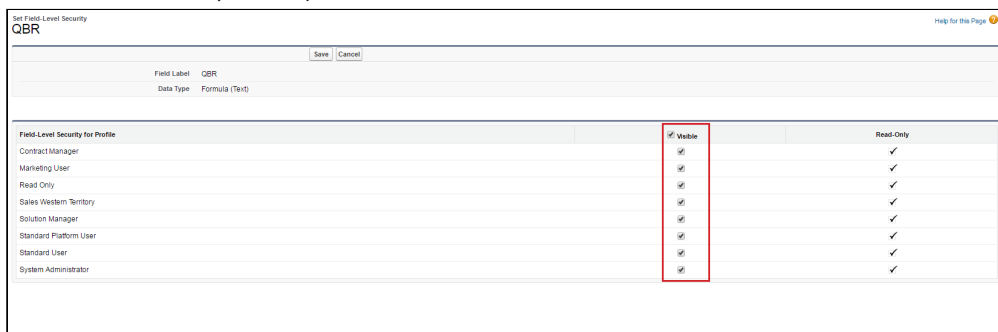 Set Field-Level Security
QBR
Help for this Page
Save Cancel
Field Label QBR
Data Type Formula (Text)
Field-Level Security for Profile Visible Read-Only
Contract Manager
Marketing User
Read Only
Sales Western Territory
Solution Manager
Standard Platform User
Standard User
System Administrator